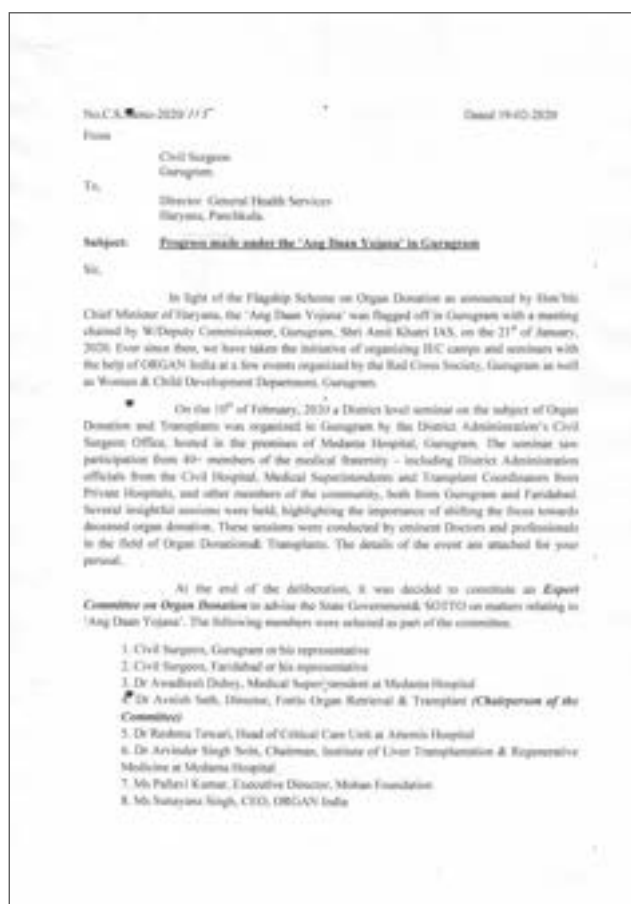 Dated 19-02-2020
From
Civil Surgeon
Gurugram.
To,
Director General Health Services
Haryana, Panchkula.
Subject: Progress made under the 'Ang Daan Yojana' in Gurugram
Sir,
In light of the Flagship Scheme on Organ Donation as announced by Hon'ble
Chief Minister of Haryana, the 'Ang Daan Yojana' was flagged off in Gurugram with a meeting
chaired by W/Deputy Commissioner, Gurugram, Shri Amit Khatri IAS, on the 21st of January,
2020. Ever since then, we have taken the initiative of organizing IEC camps and seminars with
the help of ORGAN India at a few events organized by the Red Cross Society, Gurugram as well
as Women & Child Development Department, Gurugram.
On the 10th of February, 2020 a District level seminar on the subject of Organ
Donation and Transplants was organized in Gurugram by the District Administration's Civil
Surgeon Office, hosted in the premises of Medanta Hospital, Gurugram. The seminar saw
participation from 40+ members of the medical fraternity – including District Administration
officials from the Civil Hospital, Medical Superintendents and Transplant Coordinators from
Private Hospitals, and other members of the community, both from Gurugram and Faridabad.
Several insightful sessions were held, highlighting the importance of shifting the focus towards
deceased organ donation. These sessions were conducted by eminent Doctors and professionals
in the field of Organ Donation& Transplants. The details of the event are attached for your
perusal.
At the end of the deliberation, it was decided to constitute an Expert
Committee on Organ Donation to advise the State Government& SOTTO on matters relating to
'Ang Daan Yojana'. The following members were selected as part of the committee.
1. Civil Surgeon, Gurugram or his representative
2. Civil Surgeon, Faridabad or his representative
3. Dr Awadhesh Dubey, Medical Superintendent at Medanta Hospital
4. Dr Avnish Seth, Director, Fortis Organ Retrieval & Transplant (Chairperson of the
Committee)
5. Dr Reshma Tewari, Head of Critical Care Unit at Artemis Hospital
6. Dr Arvinder Singh Soin, Chairman, Institute of Liver Transplantation & Regenerative
Medicine at Medanta Hospital
7. Ms Pallavi Kumar, Executive Director, Mohan Foundation
8. Ms Sunayana Singh, CEO, ORGAN India